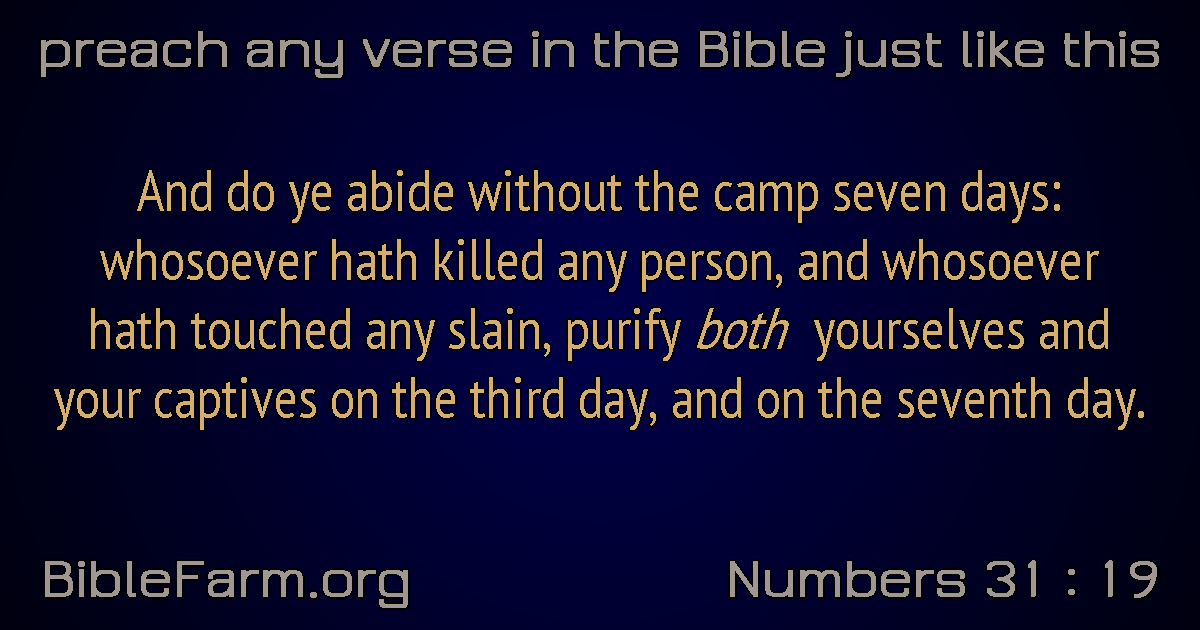 preach any verse in the Bible just like this
And do ye abide without the camp seven days:
whosoever hath killed any person, and whosoever
hath touched any slain, purify both yourselves and
your captives on the third day, and on the seventh day.
BibleFarm.org
Numbers 31 : 19